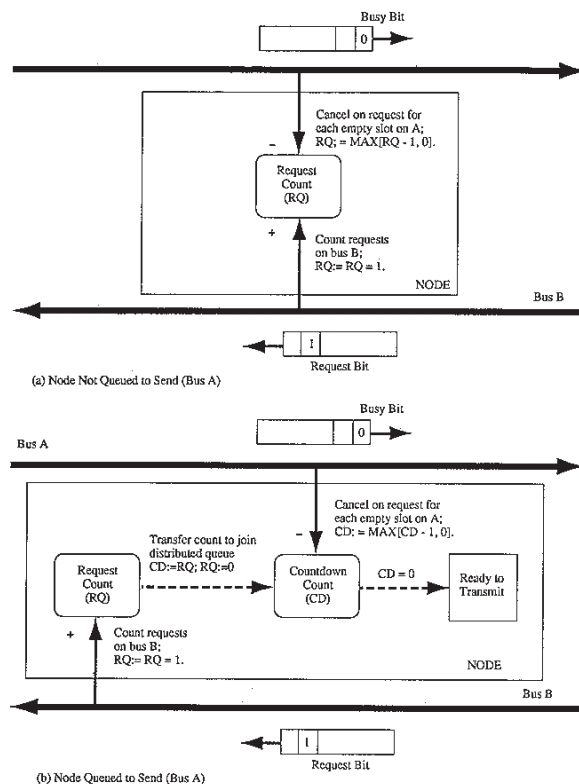 Busy Bit
0
Cancel on request for
each empty slot on A;
RQ; = MAX[RQ - 1, 0].
−
Request
Count
(RQ)
+
Count requests
on bus B;
RQ:= RQ = 1.
NODE
Bus B
1
Request Bit
(a) Node Not Queued to Send (Bus A)
Busy Bit
0
Bus A
Cancel on request for
each empty slot on A;
CD; = MAX[CD - 1, 0].
−
Transfer count to join
distributed queue
CD:=RQ; RQ:=0
Request
Count
(RQ)
Countdown
Count
(CD)
CD = 0
Ready to
Transmit
+
Count requests
on bus B;
RQ:= RQ = 1.
NODE
Bus B
1
Request Bit
(b) Node Queued to Send (Bus A)